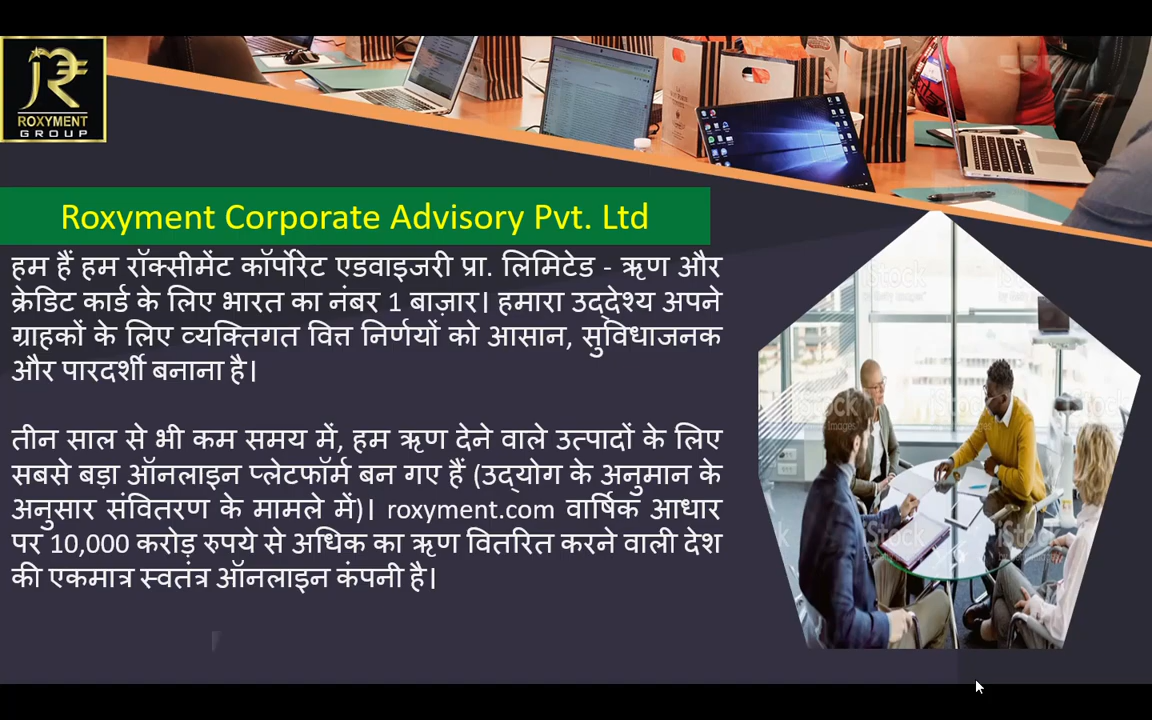 ROXYMENT
GROUP
Roxyment Corporate Advisory Pvt. Ltd
हम हैं हम रॉक्सीमेंट कॉर्पोरेट एडवाइजरी प्रा. लिमिटेड - ऋण और
क्रेडिट कार्ड के लिए भारत का नंबर 1 बाज़ार। हमारा उद्देश्य अपने
ग्राहकों के लिए व्यक्तिगत वित्त निर्णयों को आसान, सुविधाजनक
और पारदर्शी बनाना है।
तीन साल से भी कम समय में, हम ऋण देने वाले उत्पादों के लिए
सबसे बड़ा ऑनलाइन प्लेटफॉर्म बन गए हैं (उद्योग के अनुमान के
अनुसार संवितरण के मामले में)। roxyment.com वार्षिक आधार
पर 10,000 करोड़ रुपये से अधिक का ऋण वितरित करने वाली देश
की एकमात्र स्वतंत्र ऑनलाइन कंपनी है।
iStock
iStock
iStock